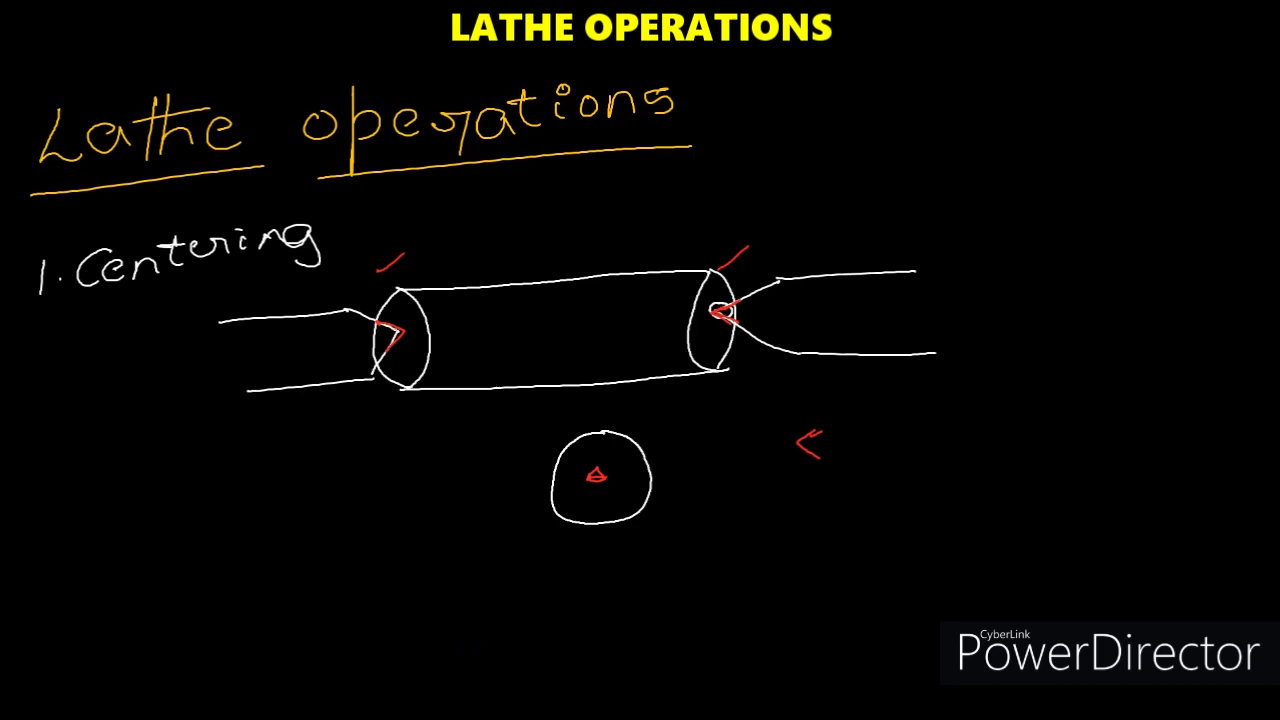 LATHE OPERATIONS
Lathe operations
1. Centering
CyberLink
PowerDirector